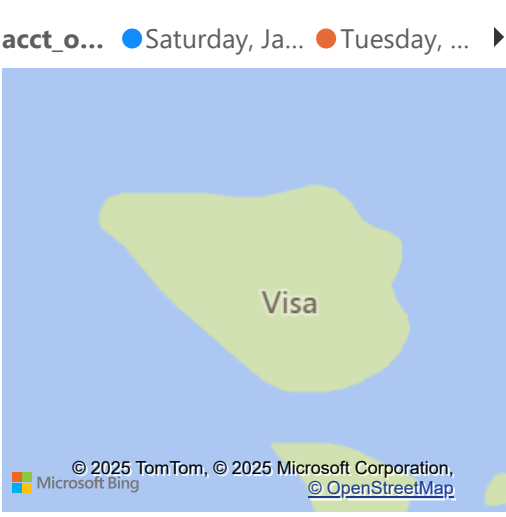 acct_o... Saturday, Ja... Tuesday, ...
Visa
© 2025 TomTom, © 2025 Microsoft Corporation,
Microsoft Bing
© OpenStreetMap